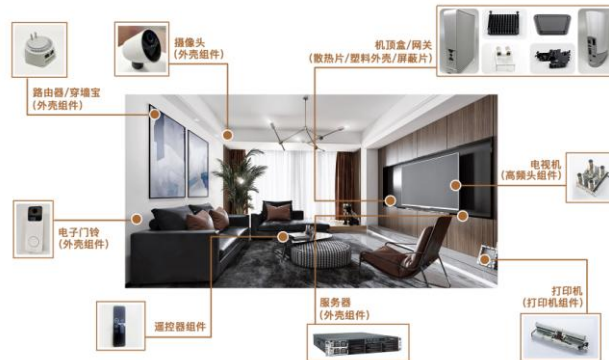 摄像头
(外壳组件)
机顶盒/网关
(散热片/塑料外壳/屏蔽片)
路由器/穿墙宝
(外壳组件)
电视机
(高频头组件)
电子门铃
(外壳组件)
遥控器组件
服务器
(外壳组件)
打印机
(打印机组件)